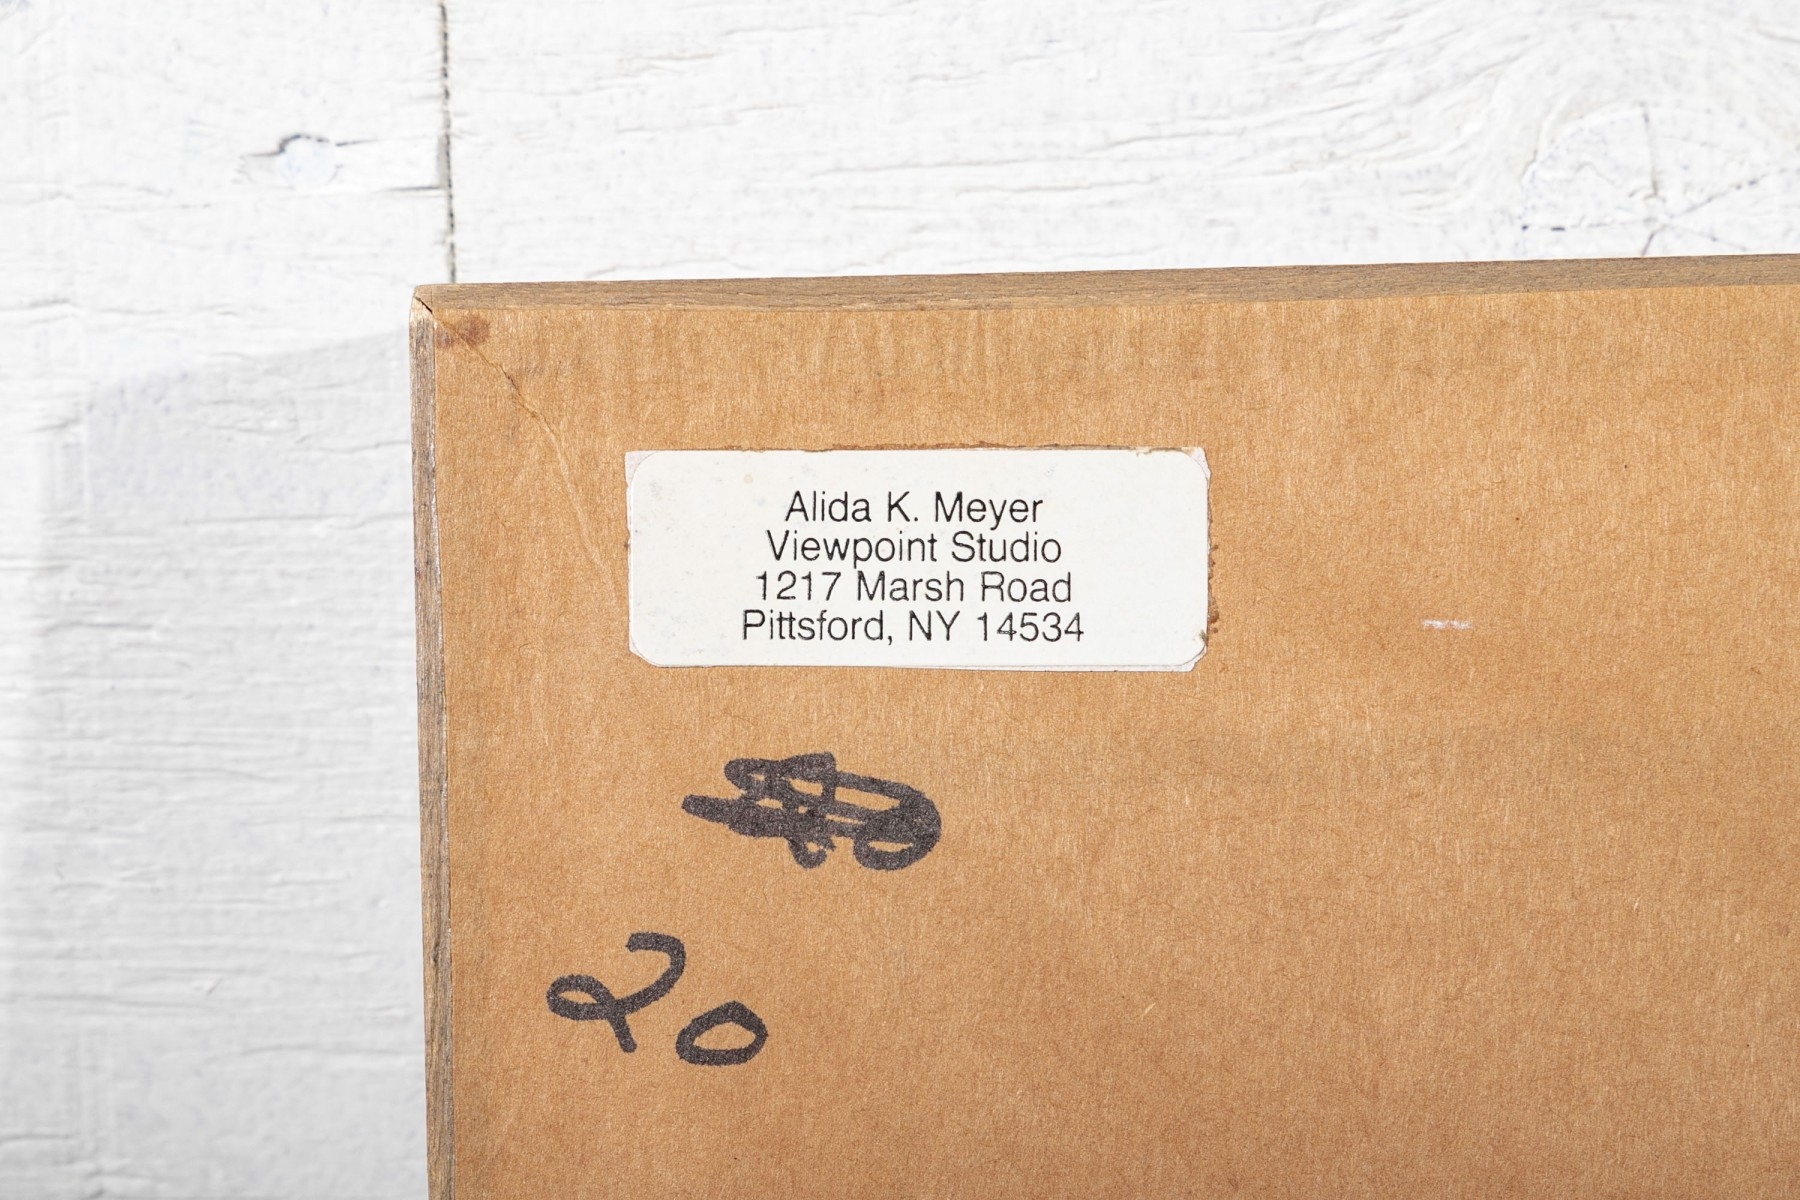 Alida K. Meyer
Viewpoint Studio
1217 Marsh Road
Pittsford, NY 14534
20